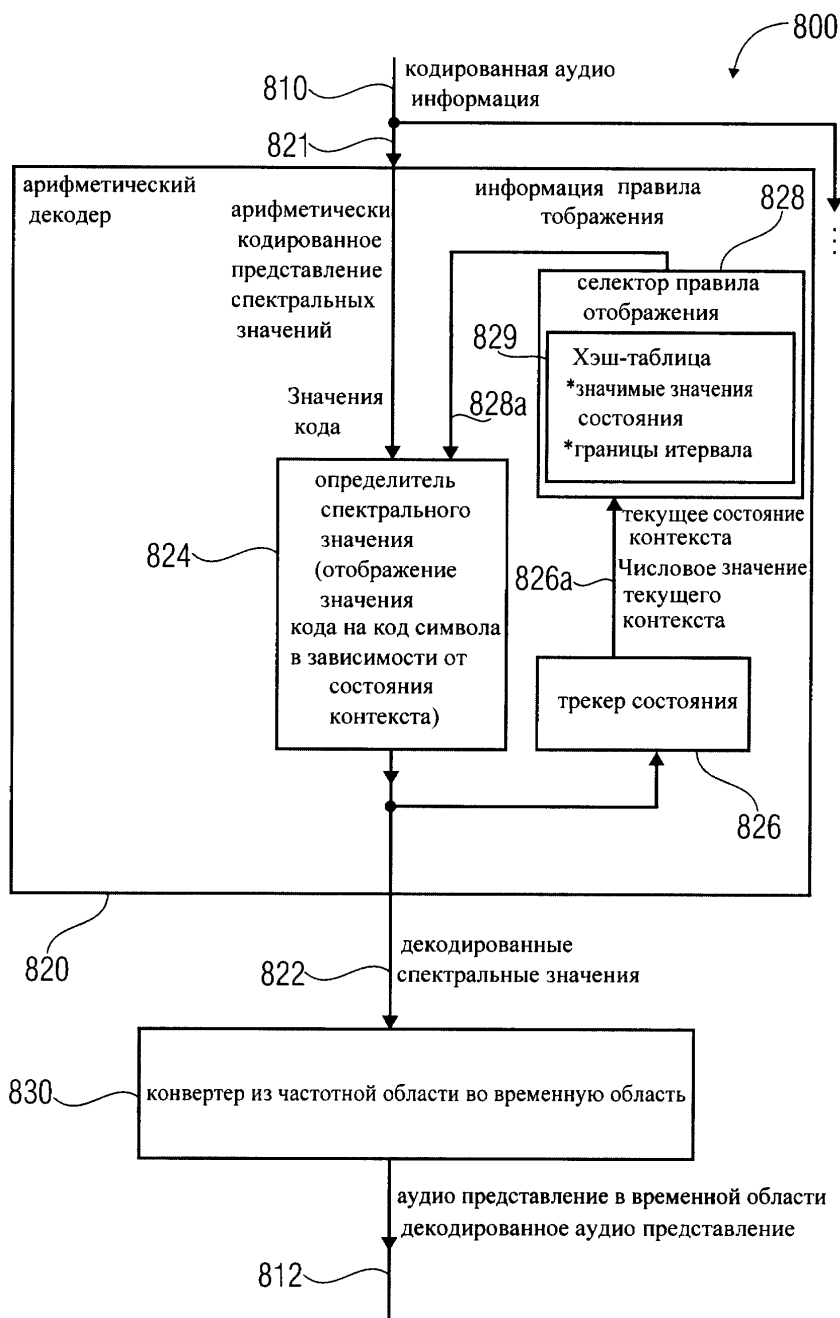 800
810
кодированная аудио
информация
821
арифметический
декодер
арифметически
кодированное
представление
спектральных
значений
информация правила
тображения
828
...
селектор правила
отображения
829
Хэш-таблица
*значимые значения
состояния
*границы итервала
828a
Значения
кода
824
определитель
спектрального
значения
(отображение
значения
кода на код символа
в зависимости от
состояния
контекста)
текущее состояние
контекста
826a
Числовое значение
текущего
контекста
трекер состояния
826
820
822
декодированные
спектральные значения
830
конвертер из частотной области во временную область
аудио представление в временной области
декодированное аудио представление
812